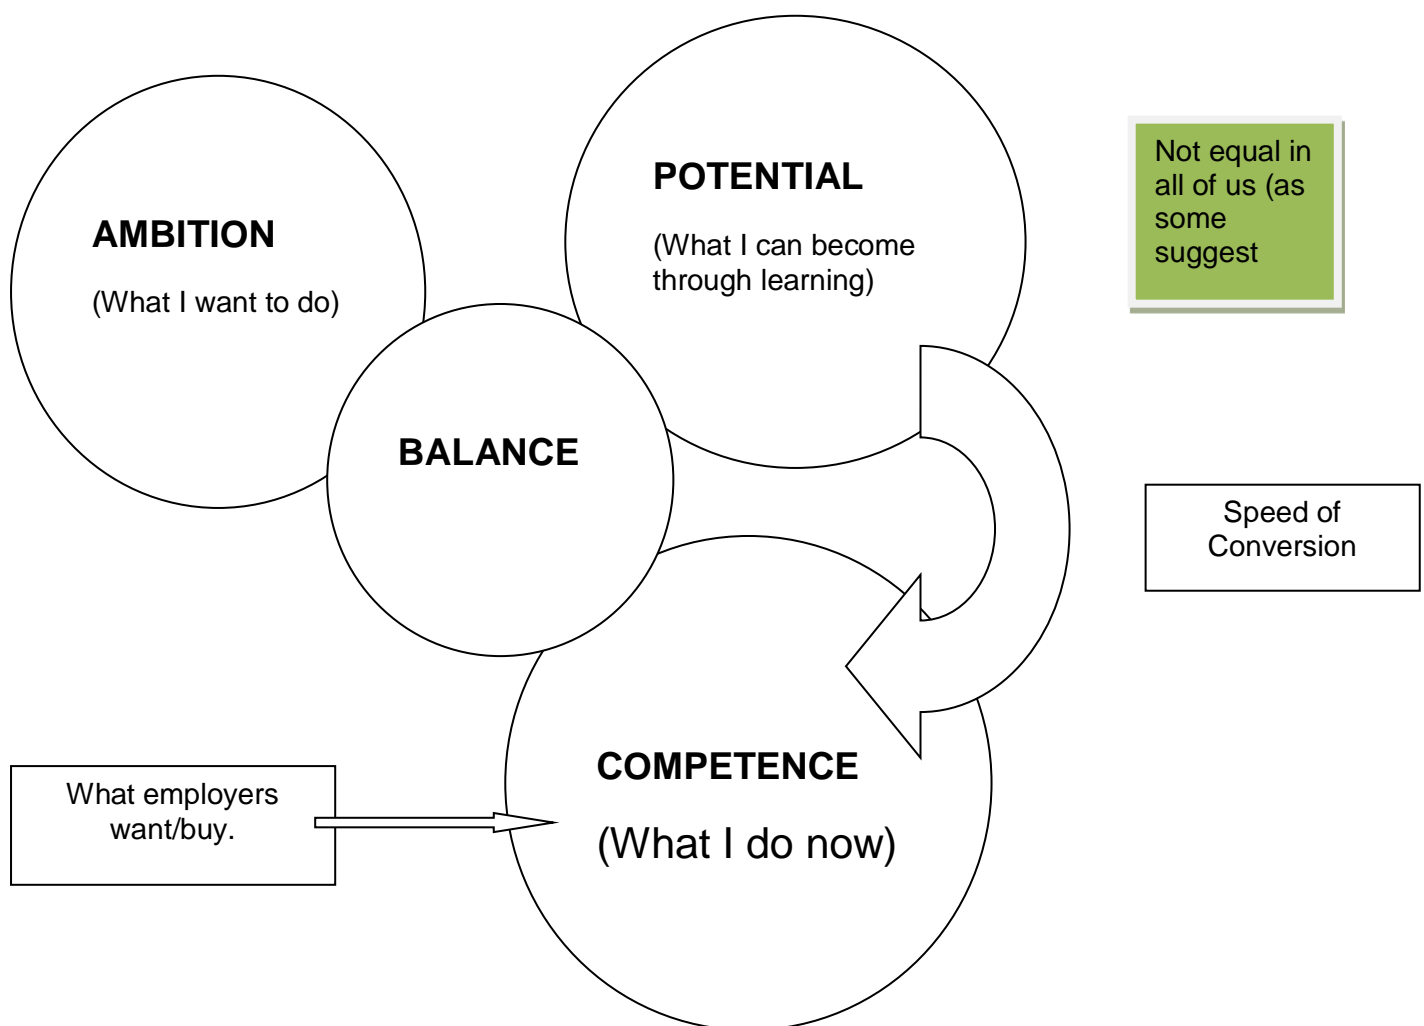 AMBITION
(What I want to do)
POTENTIAL
(What I can become
through learning)
Not equal in
all of us (as
some
suggest
BALANCE
Speed of
Conversion
What employers
want/buy.
COMPETENCE
(What I do now)